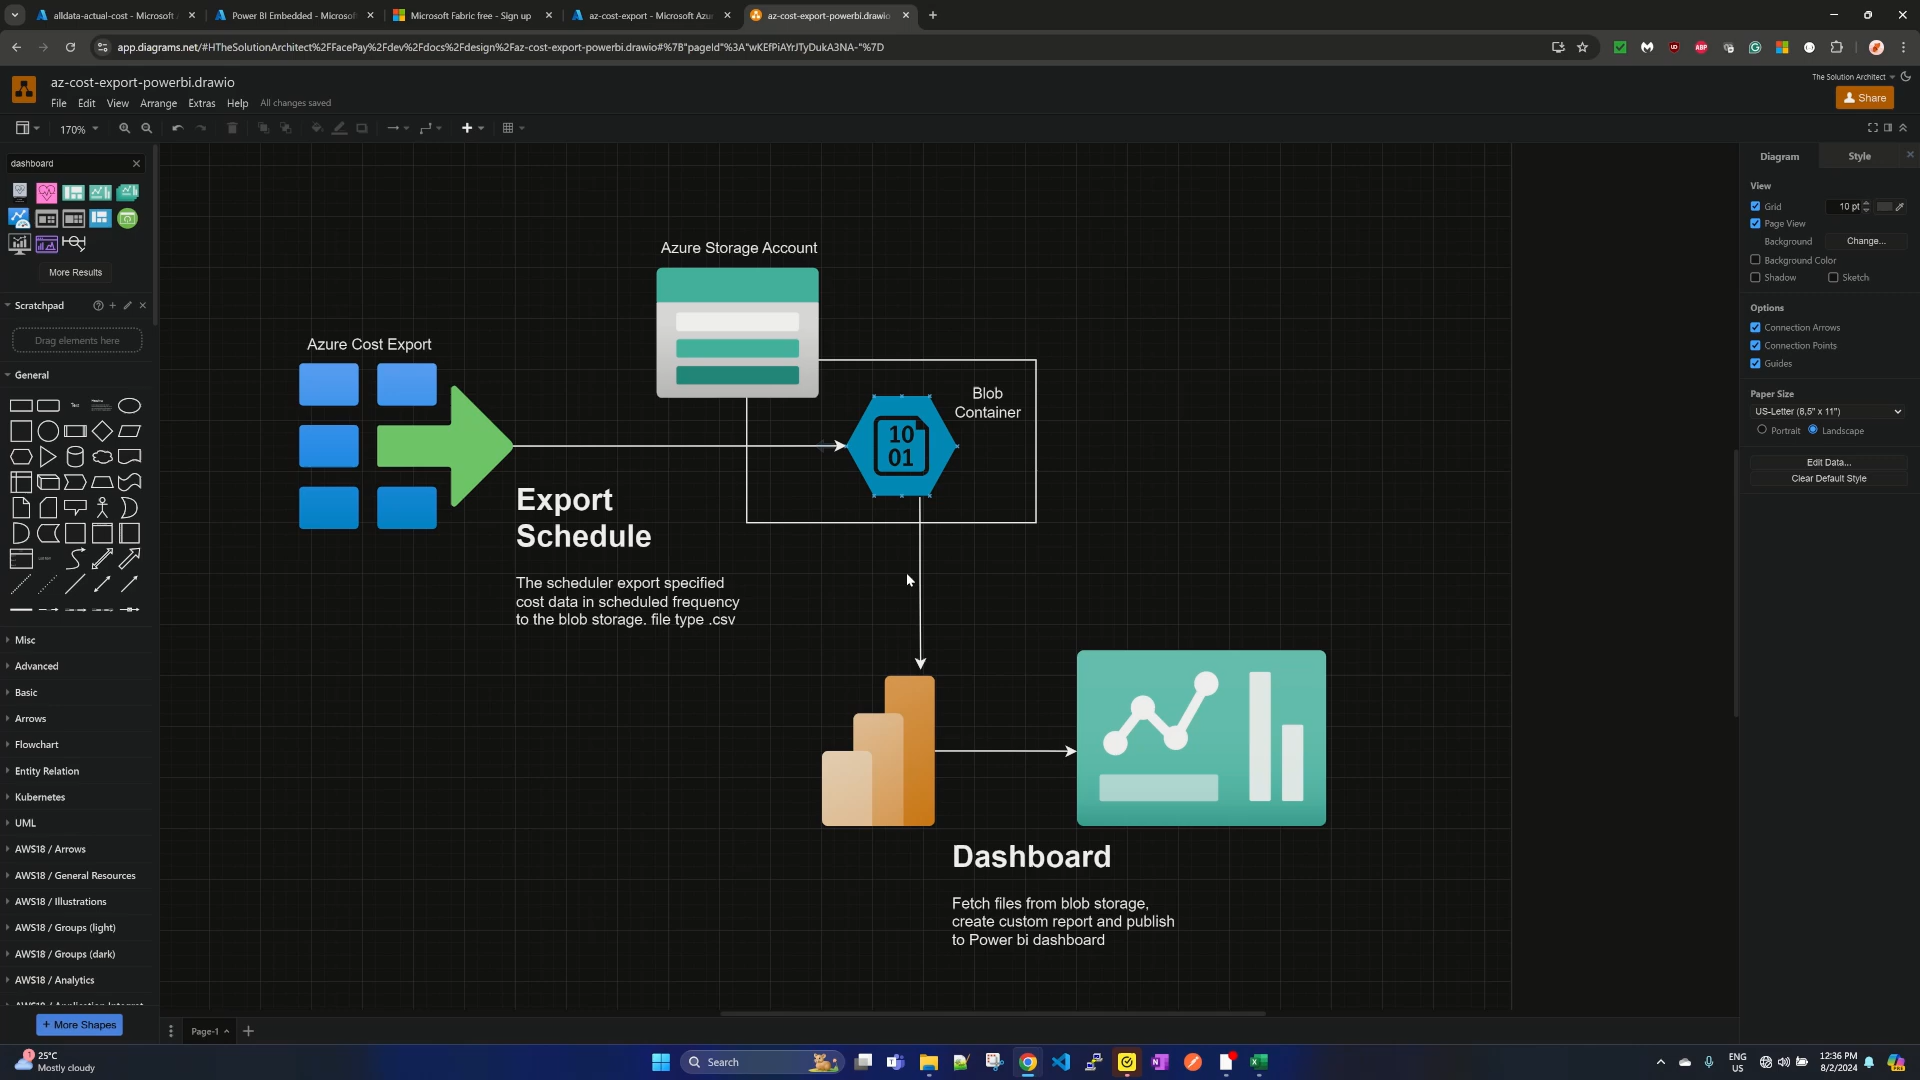 alldata-actual-cost - Microsoft
Power BI Embedded - Microsof
Microsoft Fabric free - Sign up
az-cost-export - Microsoft Azur
az-cost-export-powerbi.drawio
app.diagrams.net/#HTheSolutionArchitect%2FFacePay%2Fdev%2Fdocs%2Fdesign%2Faz-cost-export-powerbi.drawio#%7B"pageId"%3A"wKEfPiAYrJTyDukA3NA-"%7D
az-cost-export-powerbi.drawio
The Solution Architect
File Edit View Arrange Extras Help All changes saved
Share
170%
dashboard
More Results
Scratchpad
Drag elements here
General
Text
Misc
Advanced
Basic
Arrows
Flowchart
Entity Relation
Kubernetes
UML
AWS18 / Arrows
AWS18 / General Resources
AWS18 / Illustrations
AWS18 / Groups (light)
AWS18 / Groups (dark)
AWS18 / Analytics
+ More Shapes
Azure Cost Export
Azure Storage Account
Blob
Container
10
01
Export
Schedule
The scheduler export specified
cost data in scheduled frequency
to the blob storage. file type .csv
Dashboard
Fetch files from blob storage,
create custom report and publish
to Power bi dashboard
Diagram Style
View
Grid 10 pt
Page View
Background Change...
Background Color
Shadow Sketch
Options
Connection Arrows
Connection Points
Guides
Paper Size
US-Letter (8,5" x 11")
Portrait Landscape
Edit Data...
Clear Default Style
Page-1
25°C
Mostly cloudy
Search
ENG
US
12:36 PM
8/2/2024